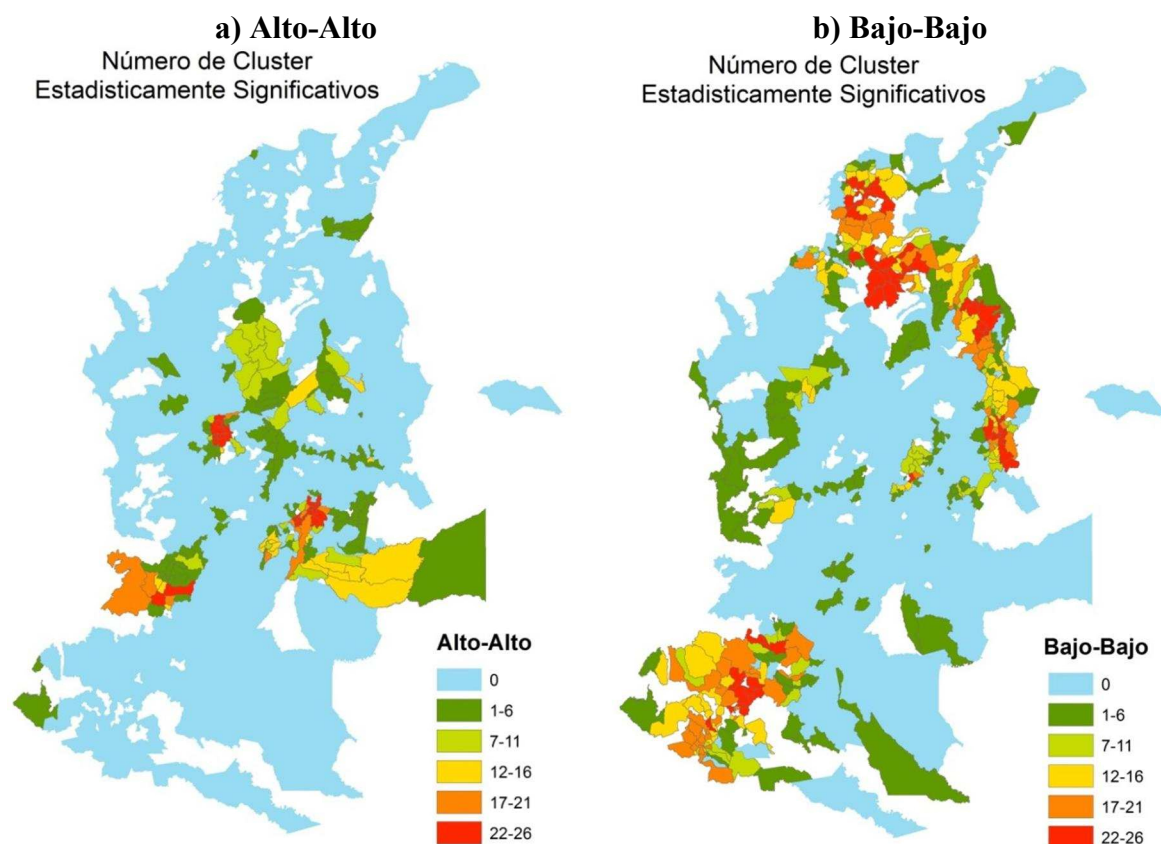 a) Alto-Alto
Número de Cluster
Estadisticamente Significativos
Alto-Alto
0
1-6
7-11
12-16
17-21
22-26
b) Bajo-Bajo
Número de Cluster
Estadisticamente Significativos
Bajo-Bajo
0
1-6
7-11
12-16
17-21
22-26